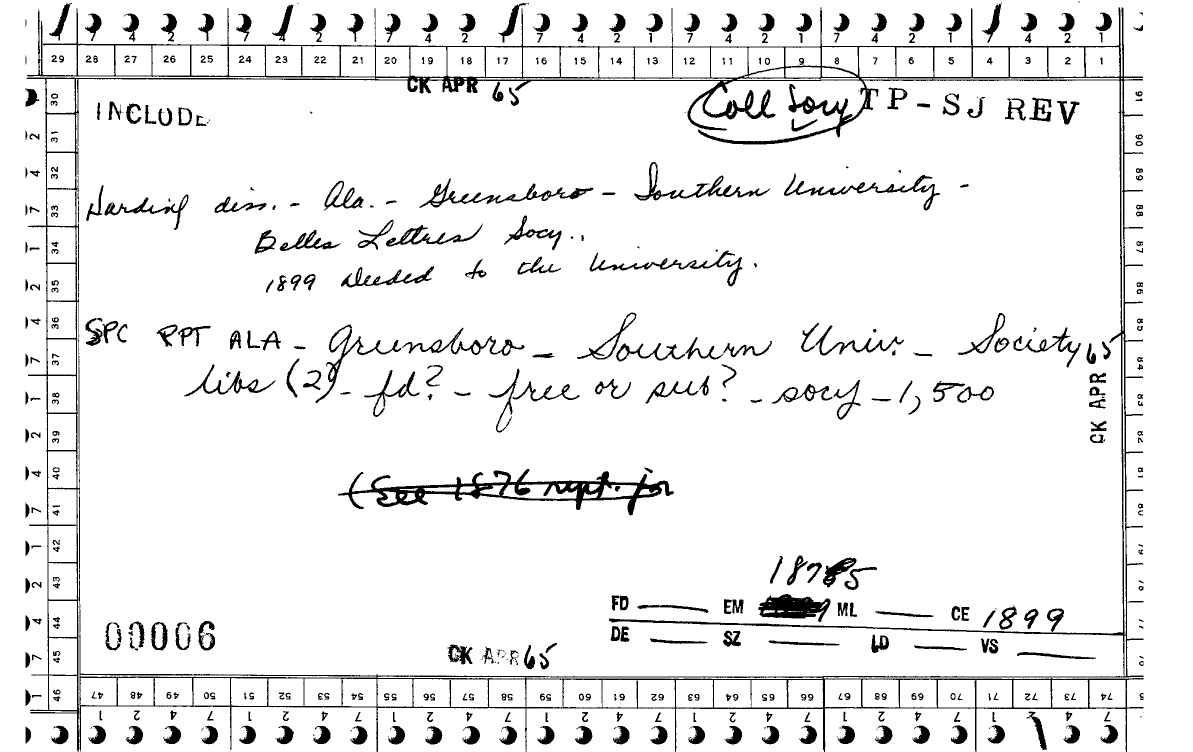 7 4 2 1 7 4 2 1 7 4 2 1 7 4 2 1 7 4 2 1 7 4 2 1 7 4 2 1
29 28 27 26 25 24 23 22 21 20 19 18 17 16 15 14 13 12 11 10 9 8 7 6 5 4 3 2 1
CK APR 65
INCLUDE
Coll Socy TP-SJ REV
Harding diss. - Ala. - Greensboro - Southern University -
Belles Lettres Socy.,
1899 deeded to the University.
SPC RPT ALA - Greensboro - Southern Univ. - Society
libs (2) - fd? - free or sub? - socy - 1,500
CK APR 65
(See 1876 rept. for
1875
FD EM ML CE 1899
DE SZ LD VS
00006
CK APR 65
30 31 32 33 34 35 36 37 38 39 40 41 42 43 44 45 46
91 90 89 88 87 86 85 84 83 82 81 80 79 78 77 76
47 48 49 50 51 52 53 54 55 56 57 58 59 60 61 62 63 64 65 66 67 68 69 70 71 72 73 74
1 2 4 7 1 2 4 7 1 2 4 7 1 2 4 7 1 2 4 7 1 2 4 7 1 2 4 7